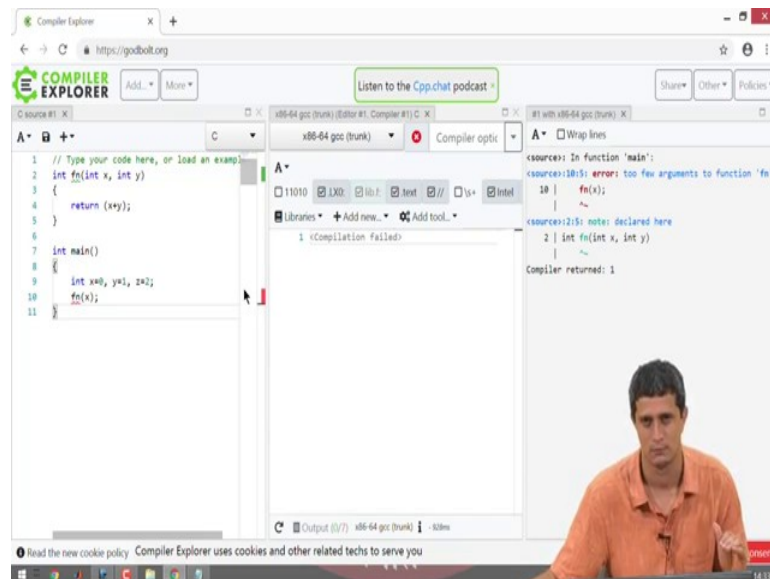 Compiler Explorer
https://godbolt.org
COMPILER
EXPLORER
Add...
More
Listen to the Cpp.chat podcast
Share
Other
Policies
C source #1 X
x86-64 gcc (trunk) (Editor #1, Compiler #1) C X
#1 with x86-64 gcc (trunk) X
A
C
x86-64 gcc (trunk)
Compiler optic
A
Wrap lines
1 // Type your code here, or load an exampl
2 int fn(int x, int y)
3 {
4 return (x+y);
5 }
6
7 int main()
8 {
9 int x=0, y=1, z=2;
10 fn(x);
11 }
A
11010
.LX0:
lib.f:
.text
//
\s+
Intel
Libraries
+ Add new...
Add tool...
1 <Compilation failed>
<source>: In function 'main':
<source>:10:5: error: too few arguments to function 'fn
10 | fn(x);
| ^~
<source>:2:5: note: declared here
2 | int fn(int x, int y)
| ^~
Compiler returned: 1
Output (0/7) x86-64 gcc (trunk) i - 928ms
Read the new cookie policy Compiler Explorer uses cookies and other related techs to serve you